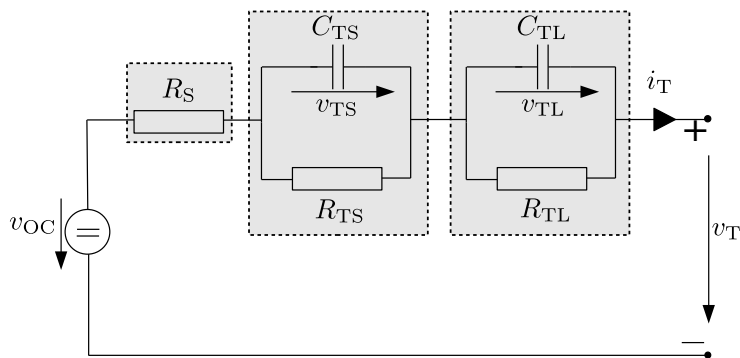 C_TS
C_TL
R_S
v_TS
v_TL
i_T
+
R_TS
R_TL
v_OC
=
v_T
−